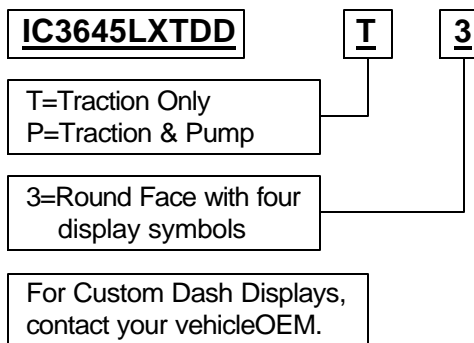 IC3645LXTDD T 3
T=Traction Only
P=Traction & Pump
3=Round Face with four
display symbols
For Custom Dash Displays,
contact your vehicleOEM.